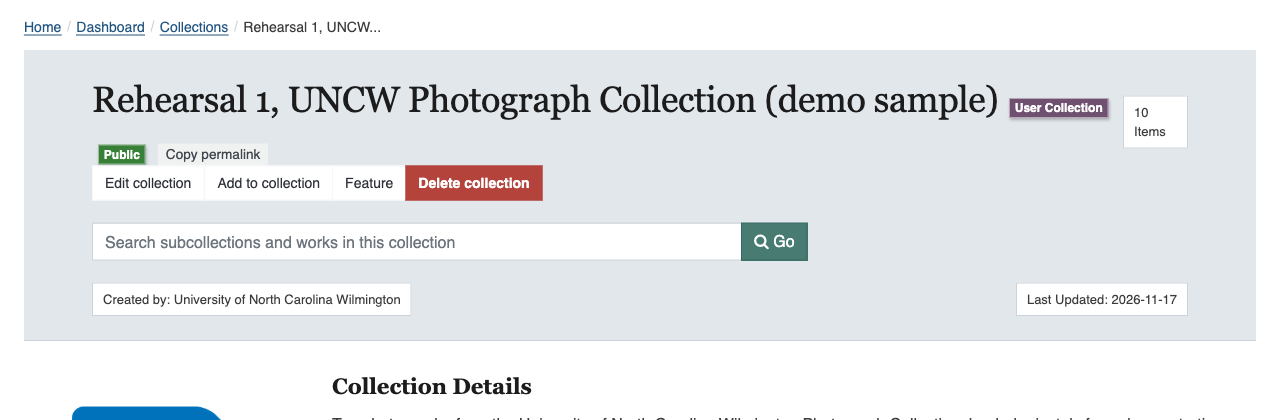 Home / Dashboard / Collections / Rehearsal 1, UNCW...
Rehearsal 1, UNCW Photograph Collection (demo sample) User Collection
10
Items
Public Copy permalink
Edit collection Add to collection Feature Delete collection
Search subcollections and works in this collection Go
Created by: University of North Carolina Wilmington Last Updated: 2026-11-17
Collection Details